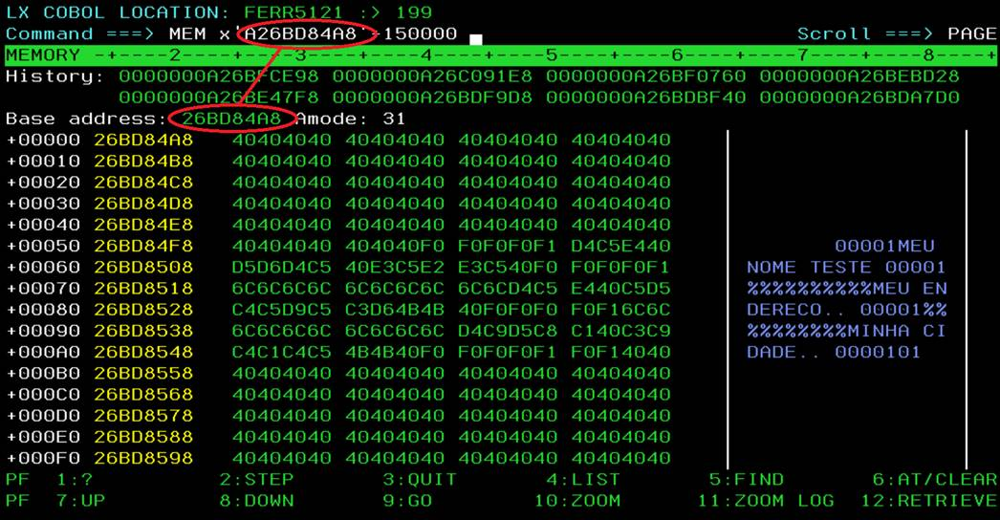 LX COBOL LOCATION: FERR5121 :> 199
Command ===> MEM x'A26BD84A8'-150000 Scroll ===> PAGE
MEMORY -+----2----+----3----+----4----+----5----+----6----+----7----+----8----+
History: 0000000A26BFCE98 0000000A26C091E8 0000000A26BF0760 0000000A26BEBD28
0000000A26BE47F8 0000000A26BDF9D8 0000000A26BDBF40 0000000A26BDA7D0
Base address: 26BD84A8 Amode: 31
+00000 26BD84A8 40404040 40404040 40404040 40404040
+00010 26BD84B8 40404040 40404040 40404040 40404040
+00020 26BD84C8 40404040 40404040 40404040 40404040
+00030 26BD84D8 40404040 40404040 40404040 40404040
+00040 26BD84E8 40404040 40404040 40404040 40404040
+00050 26BD84F8 40404040 404040F0 F0F0F0F1 D4C5E440 00001MEU
+00060 26BD8508 D5D6D4C5 40E3C5E2 E3C540F0 F0F0F0F1 NOME TESTE 00001
+00070 26BD8518 6C6C6C6C 6C6C6C6C 6C6CD4C5 E440C5D5 %%%%%%%%%%MEU EN
+00080 26BD8528 C4C5D9C5 C3D64B4B 40F0F0F0 F0F16C6C DERECO.. 00001%%
+00090 26BD8538 6C6C6C6C 6C6C6C6C D4C9D5C8 C140C3C9 %%%%%%%%MINHA CI
+000A0 26BD8548 C4C1C4C5 4B4B40F0 F0F0F0F1 F0F14040 DADE.. 0000101
+000B0 26BD8558 40404040 40404040 40404040 40404040
+000C0 26BD8568 40404040 40404040 40404040 40404040
+000D0 26BD8578 40404040 40404040 40404040 40404040
+000E0 26BD8588 40404040 40404040 40404040 40404040
+000F0 26BD8598 40404040 40404040 40404040 40404040
PF 1:? 2:STEP 3:QUIT 4:LIST 5:FIND 6:AT/CLEAR
PF 7:UP 8:DOWN 9:GO 10:ZOOM 11:ZOOM LOG 12:RETRIEVE